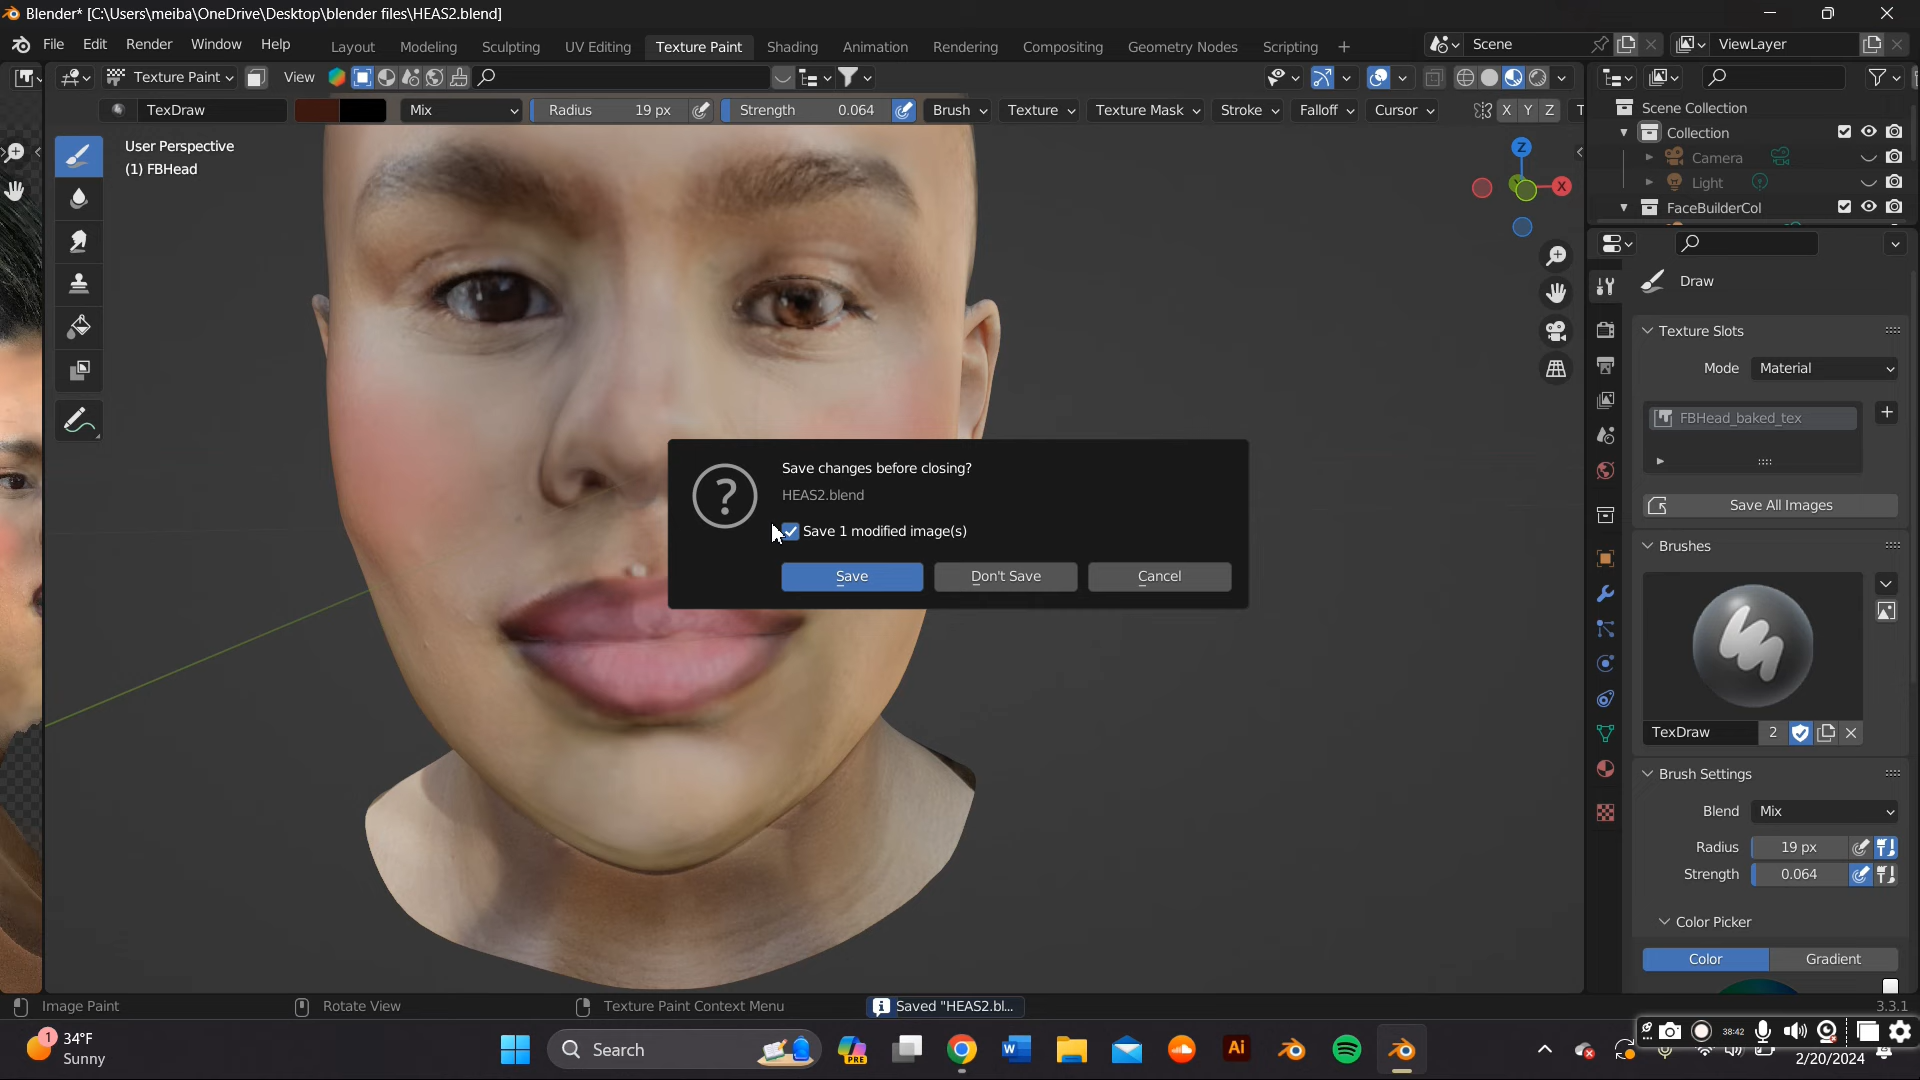 Blender* [C:\Users\meiba\OneDrive\Desktop\blender files\HEAS2.blend]
File Edit Render Window Help Layout Modeling Sculpting UV Editing Texture Paint Shading Animation Rendering Compositing Geometry Nodes Scripting + Scene ViewLayer
Texture Paint View
TexDraw Mix Radius 19 px Strength 0.064 Brush Texture Texture Mask Stroke Falloff Cursor X Y Z T
User Perspective
(1) FBHead
Z
X
Scene Collection
Collection
Camera
Light
FaceBuilderCol
Draw
Texture Slots
Mode Material
FBHead_baked_tex
Save All Images
Brushes
TexDraw 2
Brush Settings
Blend Mix
Radius 19 px
Strength 0.064
Color Picker
Color Gradient
Save changes before closing?
HEAS2.blend
Save 1 modified image(s)
Save Don't Save Cancel
Image Paint Rotate View Texture Paint Context Menu Saved "HEAS2.bl... 3.3.1
1 34°F
Sunny
Search
PRE
Ai
38:42
2/20/2024